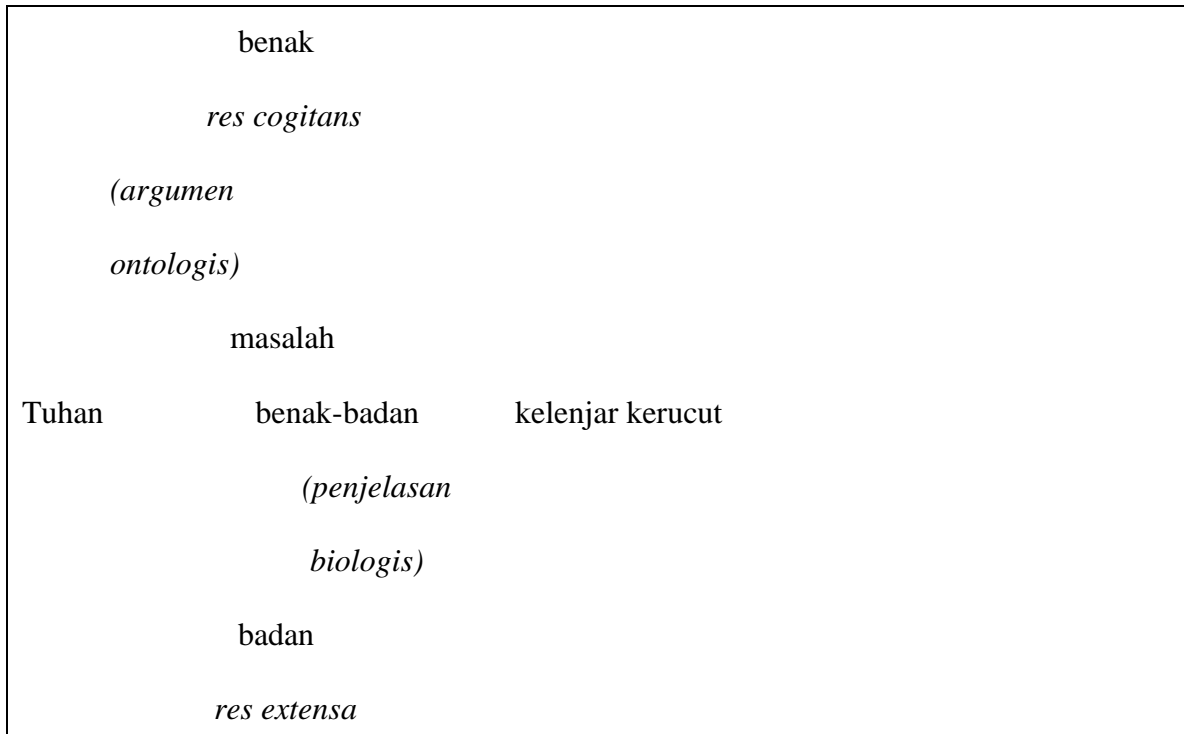 benak
res cogitans
(argumen
ontologis)
masalah
Tuhan benak-badan kelenjar kerucut
(penjelasan
biologis)
badan
res extensa